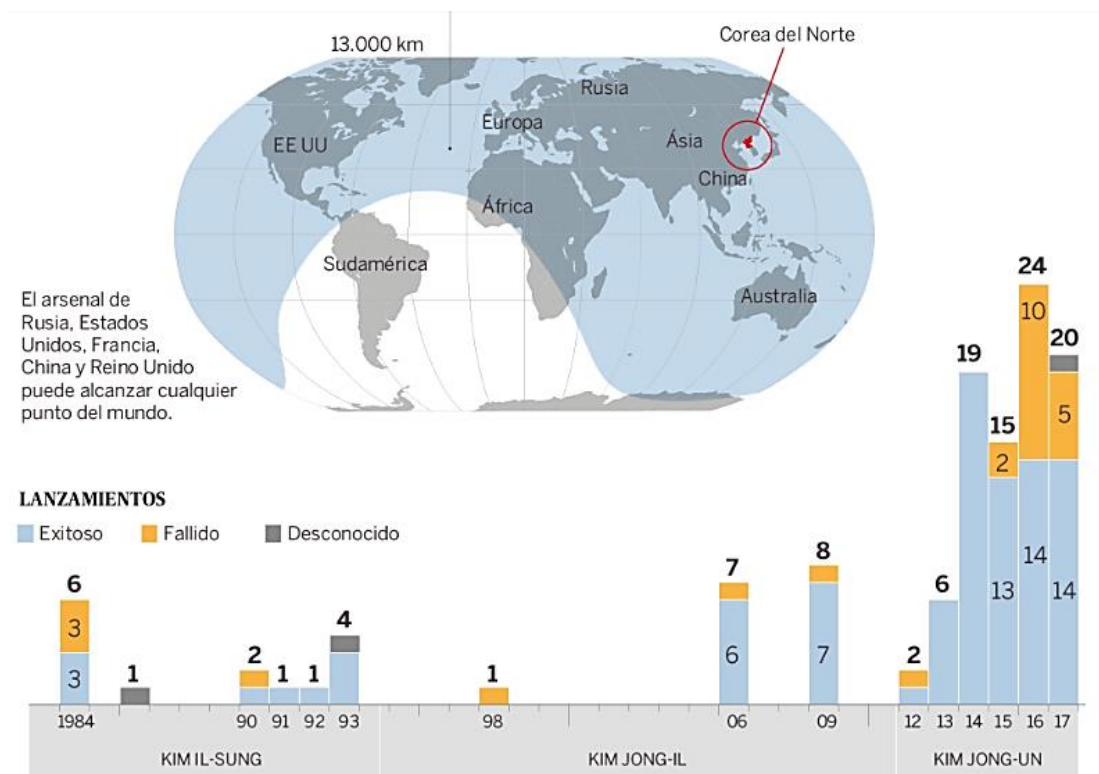 13.000 km
Corea del Norte
Rusia
Europa
EE UU
Ásia
China
África
Sudamérica
Australia
El arsenal de
Rusia, Estados
Unidos, Francia,
China y Reino Unido
puede alcanzar cualquier
punto del mundo.
LANZAMIENTOS
Exitoso Fallido Desconocido
6
3
3
1
2
1
1
4
1
7
6
8
7
2
6
19
15
2
13
24
10
14
20
5
14
1984 90 91 92 93 98 06 09 12 13 14 15 16 17
KIM IL-SUNG KIM JONG-IL KIM JONG-UN